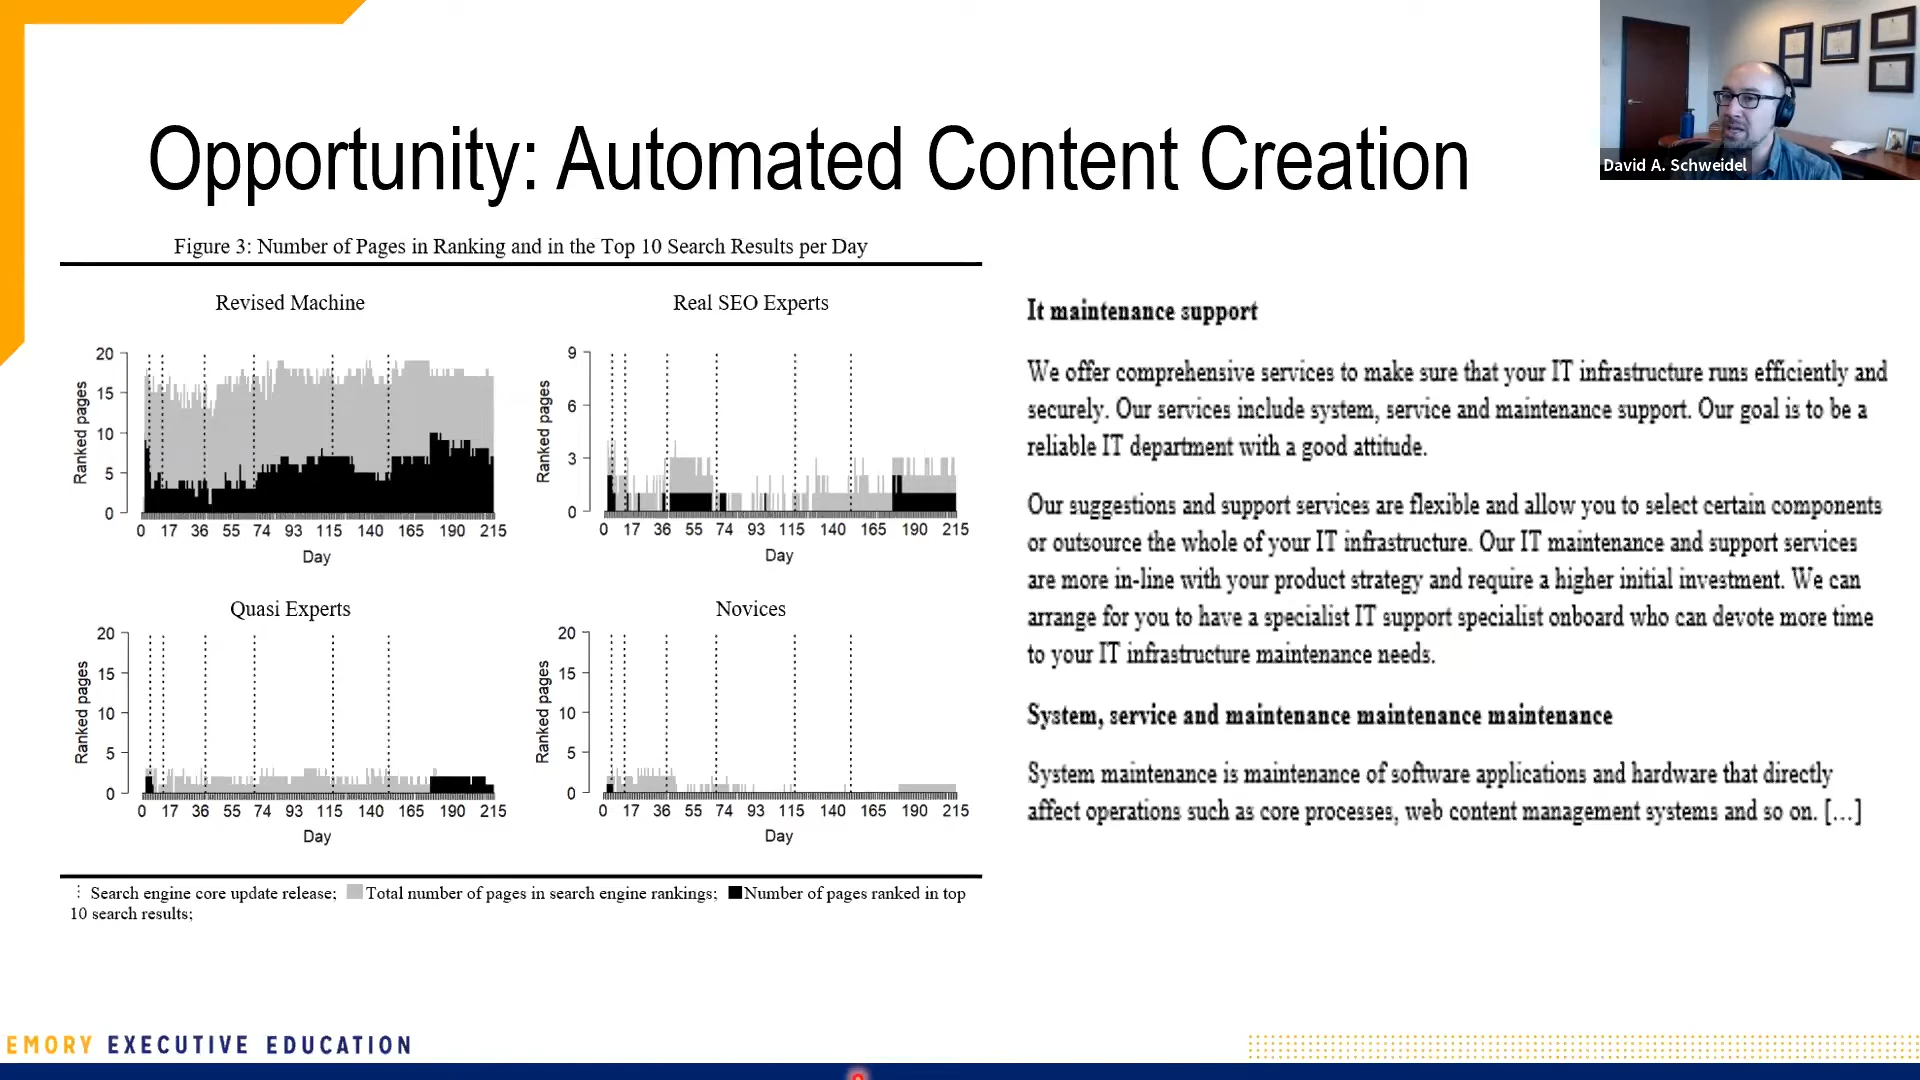 David A. Schweidel
Opportunity: Automated Content Creation
Figure 3: Number of Pages in Ranking and in the Top 10 Search Results per Day
Revised Machine
Ranked pages
20
15
10
5
0
0 17 36 55 74 93 115 140 165 190 215
Day
Real SEO Experts
Ranked pages
9
6
3
0
0 17 36 55 74 93 115 140 165 190 215
Day
Quasi Experts
Ranked pages
20
15
10
5
0
0 17 36 55 74 93 115 140 165 190 215
Day
Novices
Ranked pages
20
15
10
5
0
0 17 36 55 74 93 115 140 165 190 215
Day
Search engine core update release; Total number of pages in search engine rankings; Number of pages ranked in top
10 search results;
It maintenance support
We offer comprehensive services to make sure that your IT infrastructure runs efficiently and
securely. Our services include system, service and maintenance support. Our goal is to be a
reliable IT department with a good attitude.
Our suggestions and support services are flexible and allow you to select certain components
or outsource the whole of your IT infrastructure. Our IT maintenance and support services
are more in-line with your product strategy and require a higher initial investment. We can
arrange for you to have a specialist IT support specialist onboard who can devote more time
to your IT infrastructure maintenance needs.
System, service and maintenance maintenance maintenance
System maintenance is maintenance of software applications and hardware that directly
affect operations such as core processes, web content management systems and so on. […]
EMORY EXECUTIVE EDUCATION